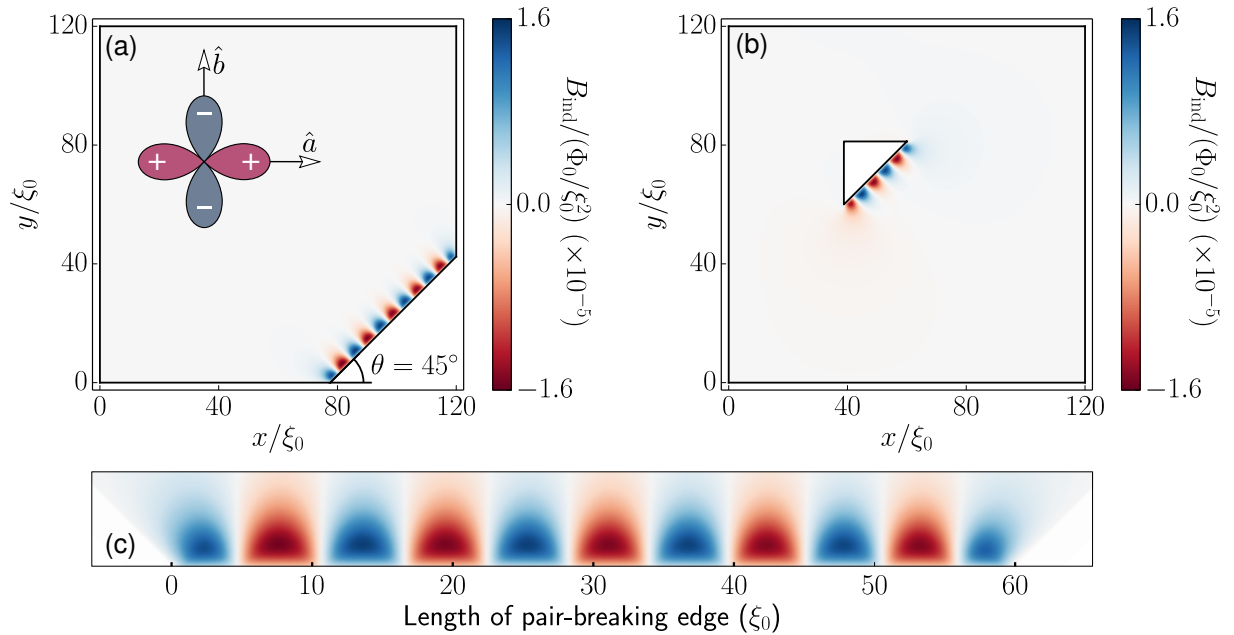 (a)
120
80
40
0
0 40 80 120
y/ξ₀
x/ξ₀
b̂
â
−
+ +
−
θ = 45°
1.6
0.0
−1.6
B_ind/(Φ₀/ξ₀²) (×10⁻⁵)
(b)
120
80
40
0
0 40 80 120
y/ξ₀
x/ξ₀
1.6
0.0
−1.6
B_ind/(Φ₀/ξ₀²) (×10⁻⁵)
(c)
0 10 20 30 40 50 60
Length of pair-breaking edge (ξ₀)